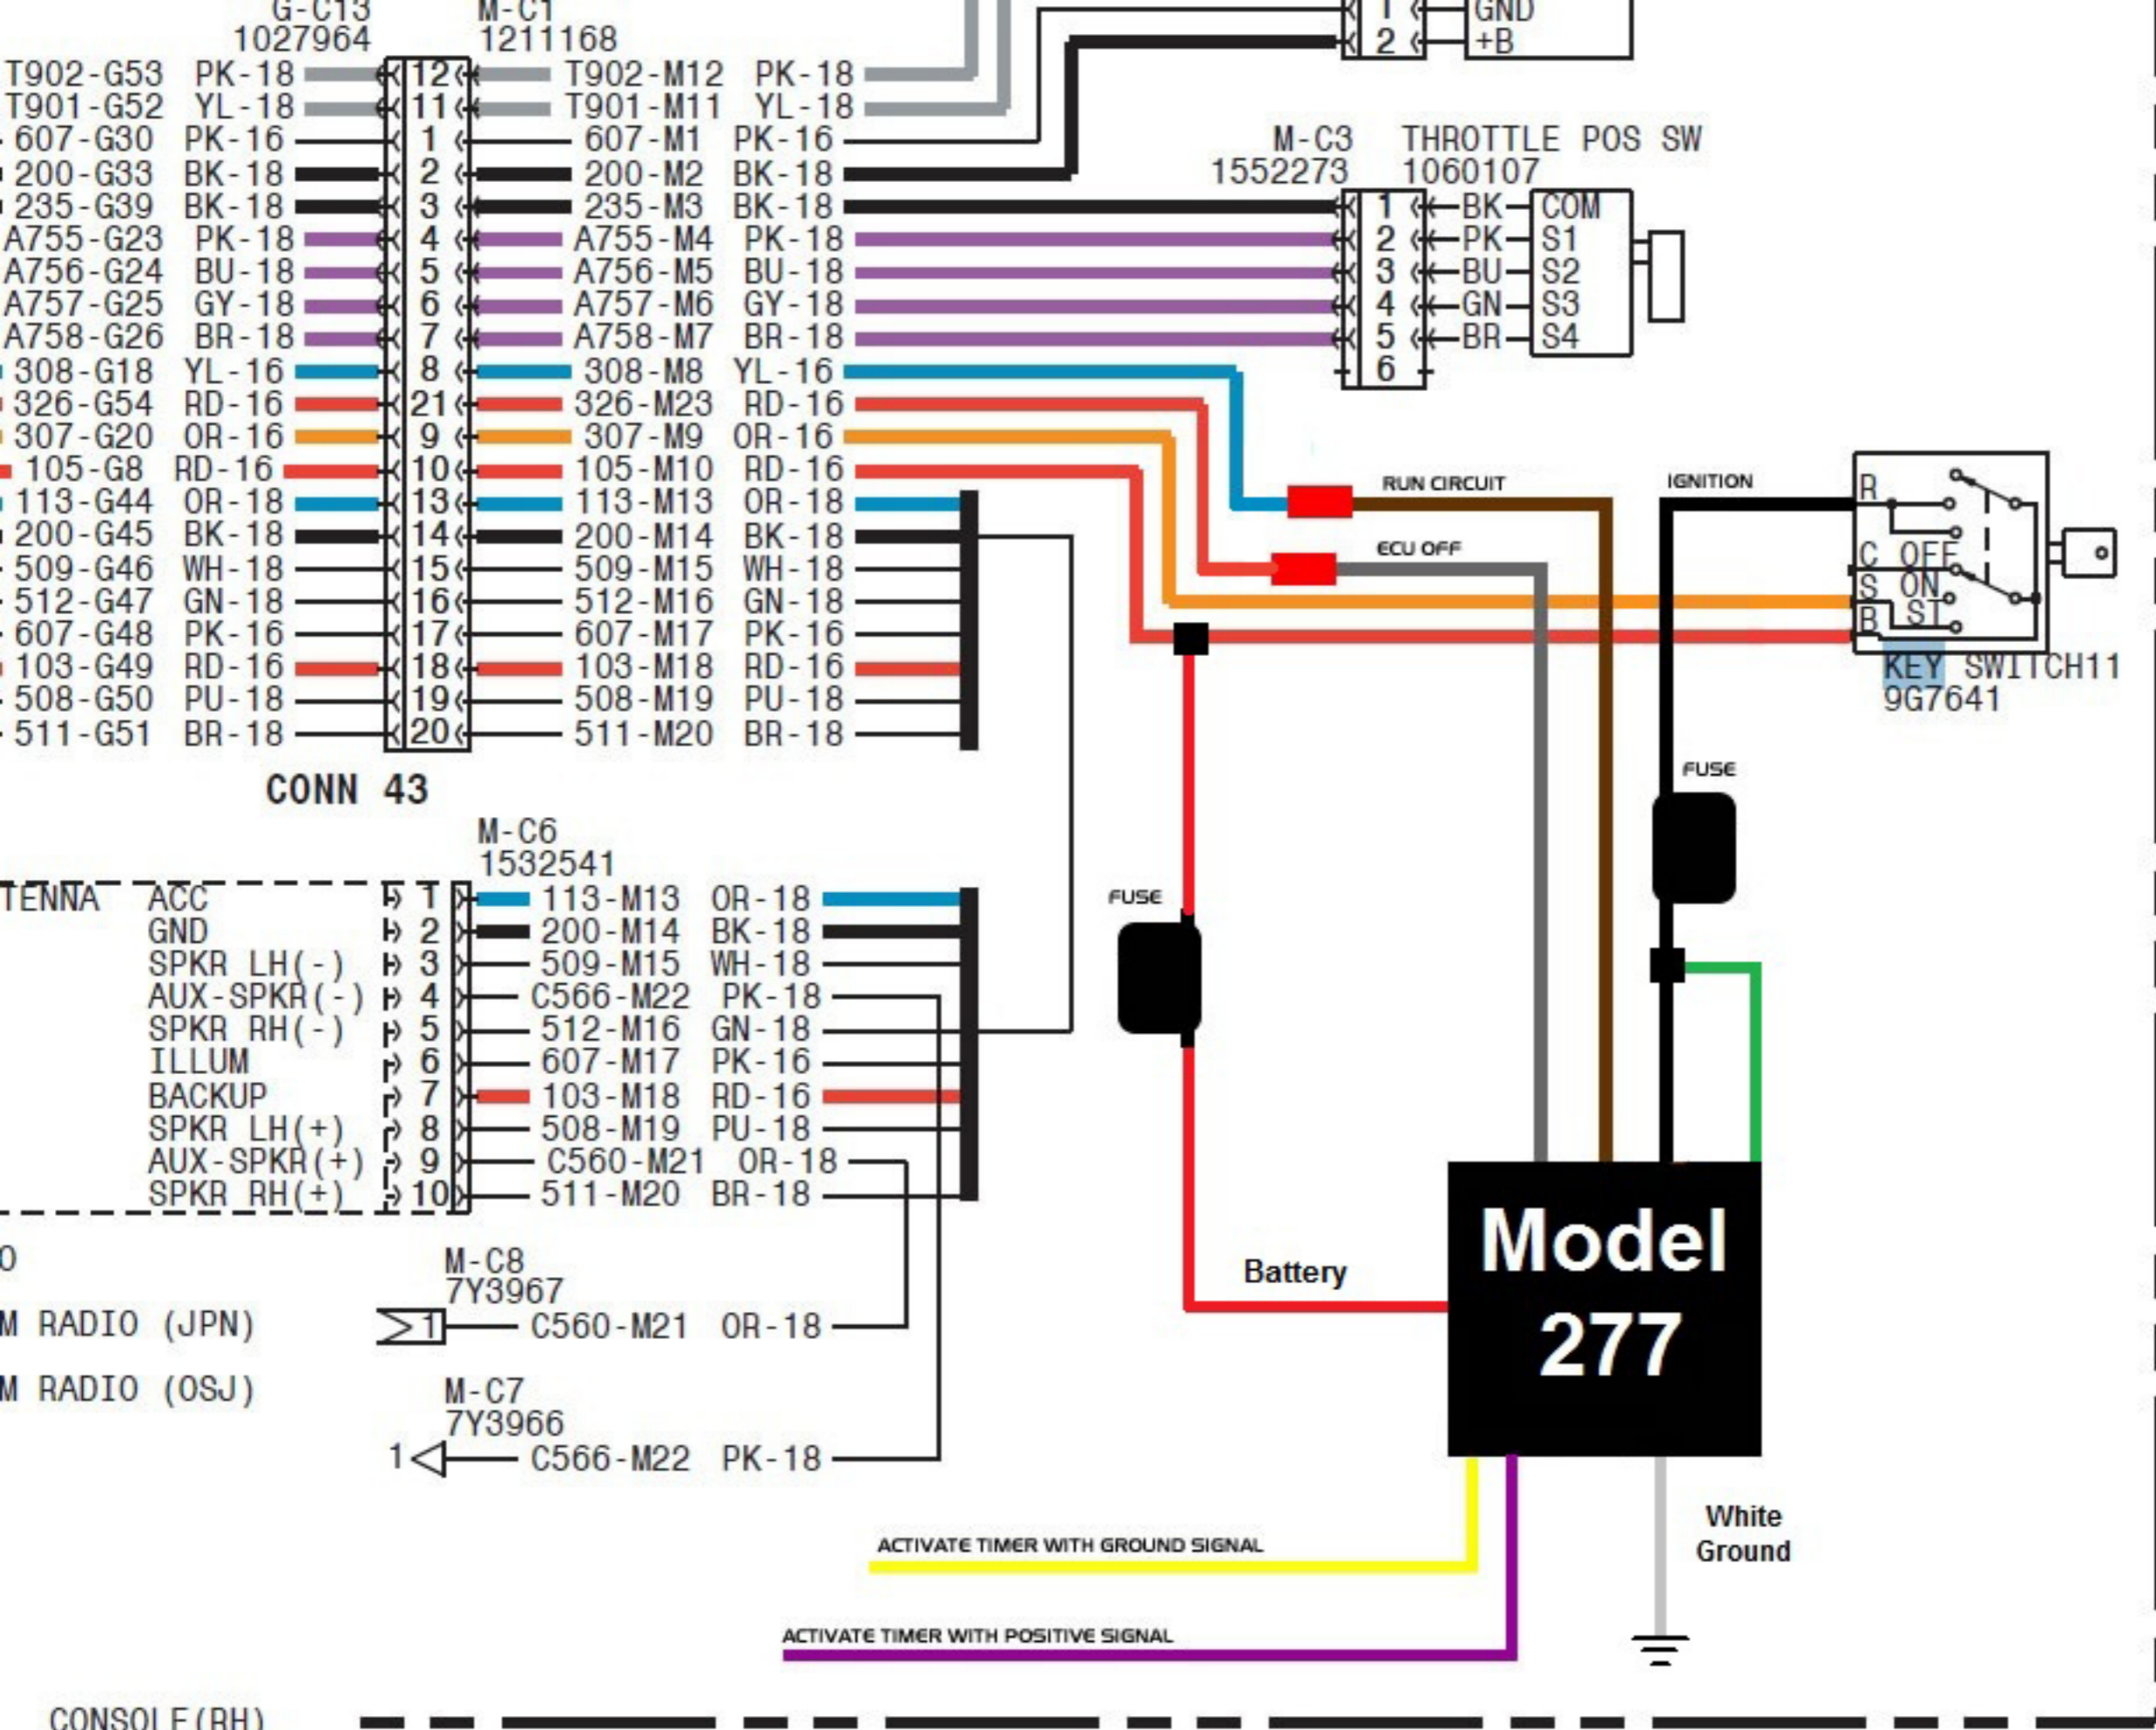 G-C13 M-C1
1027964 1211168
T902-G53 PK-18 12 T902-M12 PK-18
T901-G52 YL-18 11 T901-M11 YL-18
607-G30 PK-16 1 607-M1 PK-16
200-G33 BK-18 2 200-M2 BK-18
235-G39 BK-18 3 235-M3 BK-18
A755-G23 PK-18 4 A755-M4 PK-18
A756-G24 BU-18 5 A756-M5 BU-18
A757-G25 GY-18 6 A757-M6 GY-18
A758-G26 BR-18 7 A758-M7 BR-18
308-G18 YL-16 8 308-M8 YL-16
326-G54 RD-16 21 326-M23 RD-16
307-G20 OR-16 9 307-M9 OR-16
105-G8 RD-16 10 105-M10 RD-16
113-G44 OR-18 13 113-M13 OR-18
200-G45 BK-18 14 200-M14 BK-18
509-G46 WH-18 15 509-M15 WH-18
512-G47 GN-18 16 512-M16 GN-18
607-G48 PK-16 17 607-M17 PK-16
103-G49 RD-16 18 103-M18 RD-16
508-G50 PU-18 19 508-M19 PU-18
511-G51 BR-18 20 511-M20 BR-18
CONN 43
1 GND
2 +B
M-C3 THROTTLE POS SW
1552273 1060107
1 BK COM
2 PK S1
3 BU S2
4 GN S3
5 BR S4
6
RUN CIRCUIT
IGNITION
ECU OFF
R
C OFF
S ON
B ST
KEY SWITCH11
9G7641
FUSE
FUSE
M-C6
1532541
TENNA ACC 1 113-M13 OR-18
GND 2 200-M14 BK-18
SPKR LH(-) 3 509-M15 WH-18
AUX-SPKR(-) 4 C566-M22 PK-18
SPKR RH(-) 5 512-M16 GN-18
ILLUM 6 607-M17 PK-16
BACKUP 7 103-M18 RD-16
SPKR LH(+) 8 508-M19 PU-18
AUX-SPKR(+) 9 C560-M21 OR-18
SPKR RH(+) 10 511-M20 BR-18
O
M-C8
7Y3967
M RADIO (JPN) 1 C560-M21 OR-18
M RADIO (OSJ)
M-C7
7Y3966
1 C566-M22 PK-18
Battery
Model
277
White
Ground
ACTIVATE TIMER WITH GROUND SIGNAL
ACTIVATE TIMER WITH POSITIVE SIGNAL
CONSOLE(RH)